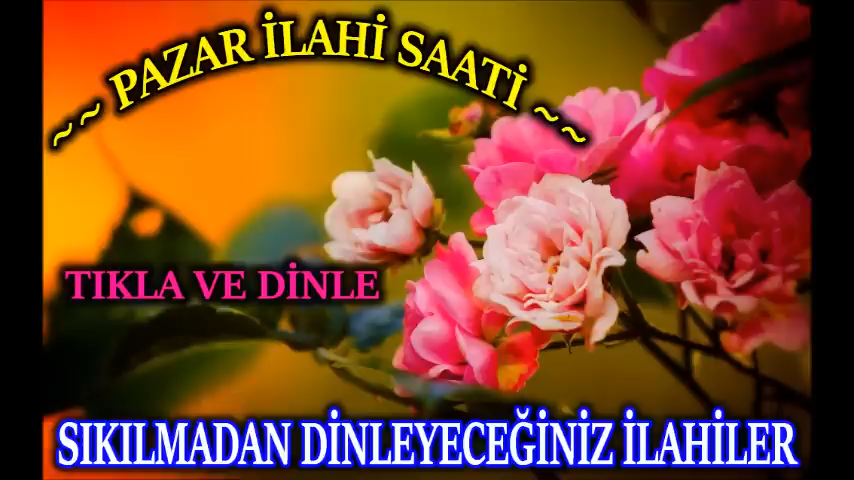 ~~ PAZAR İLAHİ SAATİ ~~
TIKLA VE DİNLE
SIKILMADAN DİNLEYECEĞİNİZ İLAHİLER